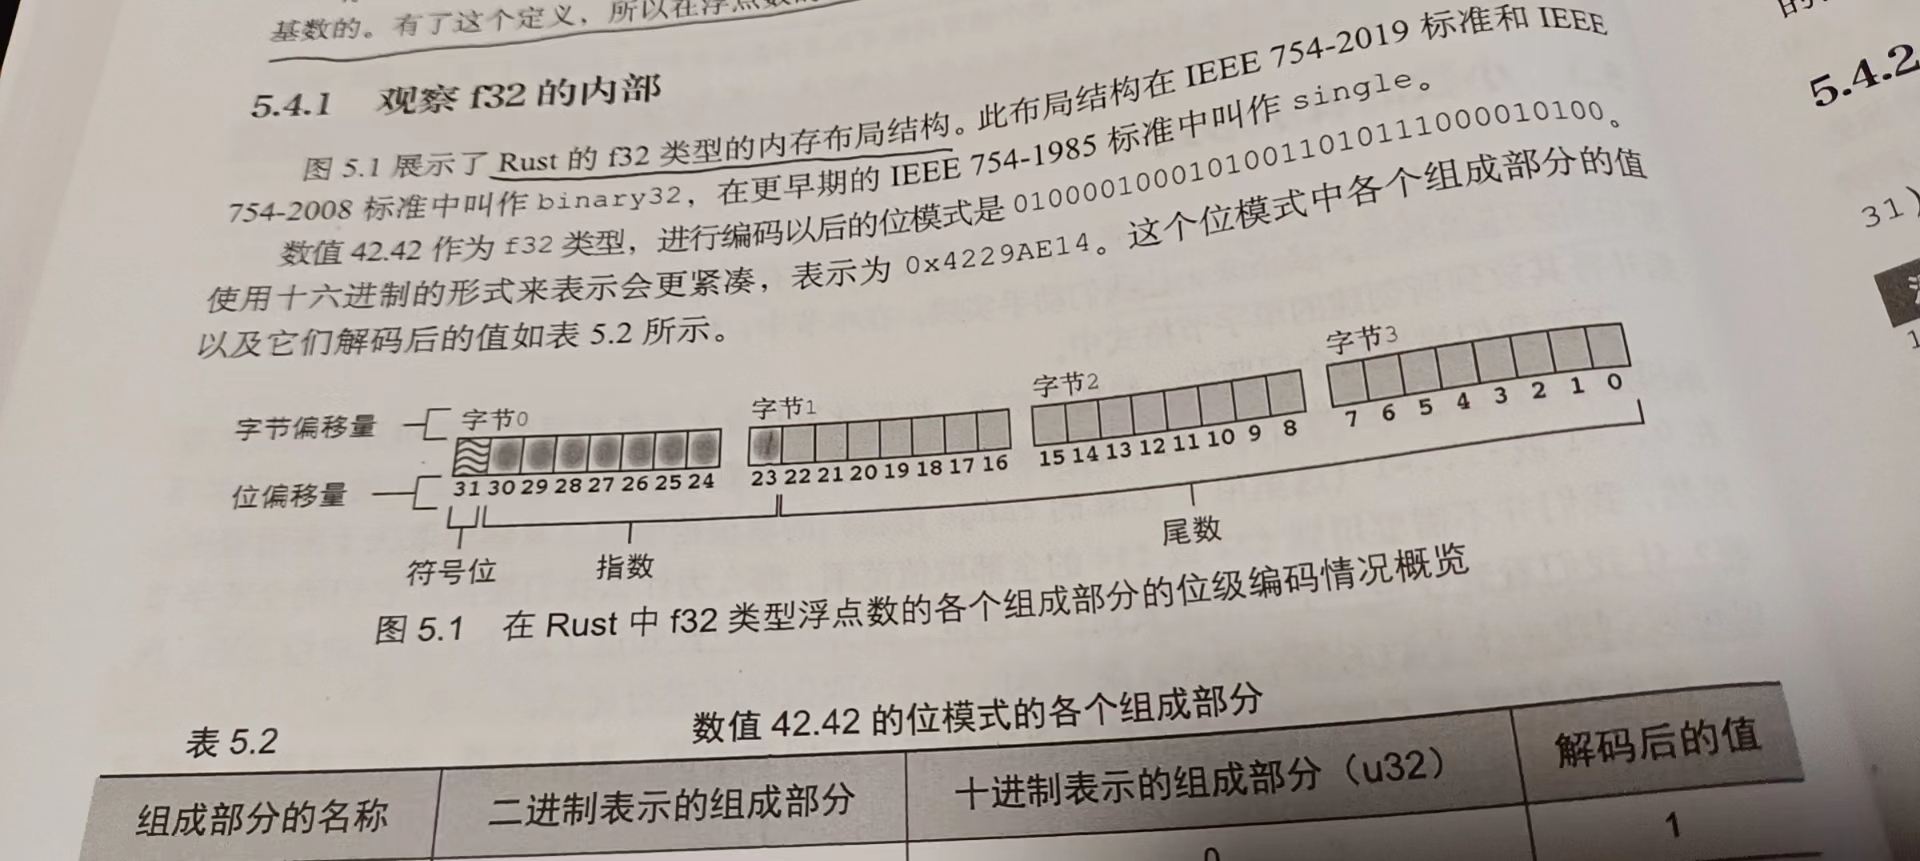 基数的。有了这个定义，所以在浮点数的
5.4.1 观察 f32 的内部
图 5.1 展示了 Rust 的 f32 类型的内存布局结构。此布局结构在 IEEE 754-2019 标准和 IEEE
754-2008 标准中叫作 binary32，在更早期的 IEEE 754-1985 标准中叫作 single。
数值 42.42 作为 f32 类型，进行编码以后的位模式是 01000010001010011010111000010100。
使用十六进制的形式来表示会更紧凑，表示为 0x4229AE14。这个位模式中各个组成部分的值
以及它们解码后的值如表 5.2 所示。
字节偏移量 字节0 字节1 字节2 字节3
位偏移量 31 30 29 28 27 26 25 24 23 22 21 20 19 18 17 16 15 14 13 12 11 10 9 8 7 6 5 4 3 2 1 0
符号位 指数 尾数
图 5.1 在 Rust 中 f32 类型浮点数的各个组成部分的位级编码情况概览
表 5.2 数值 42.42 的位模式的各个组成部分
组成部分的名称 二进制表示的组成部分 十进制表示的组成部分（u32） 解码后的值
0 1
5.4.2
31）
1